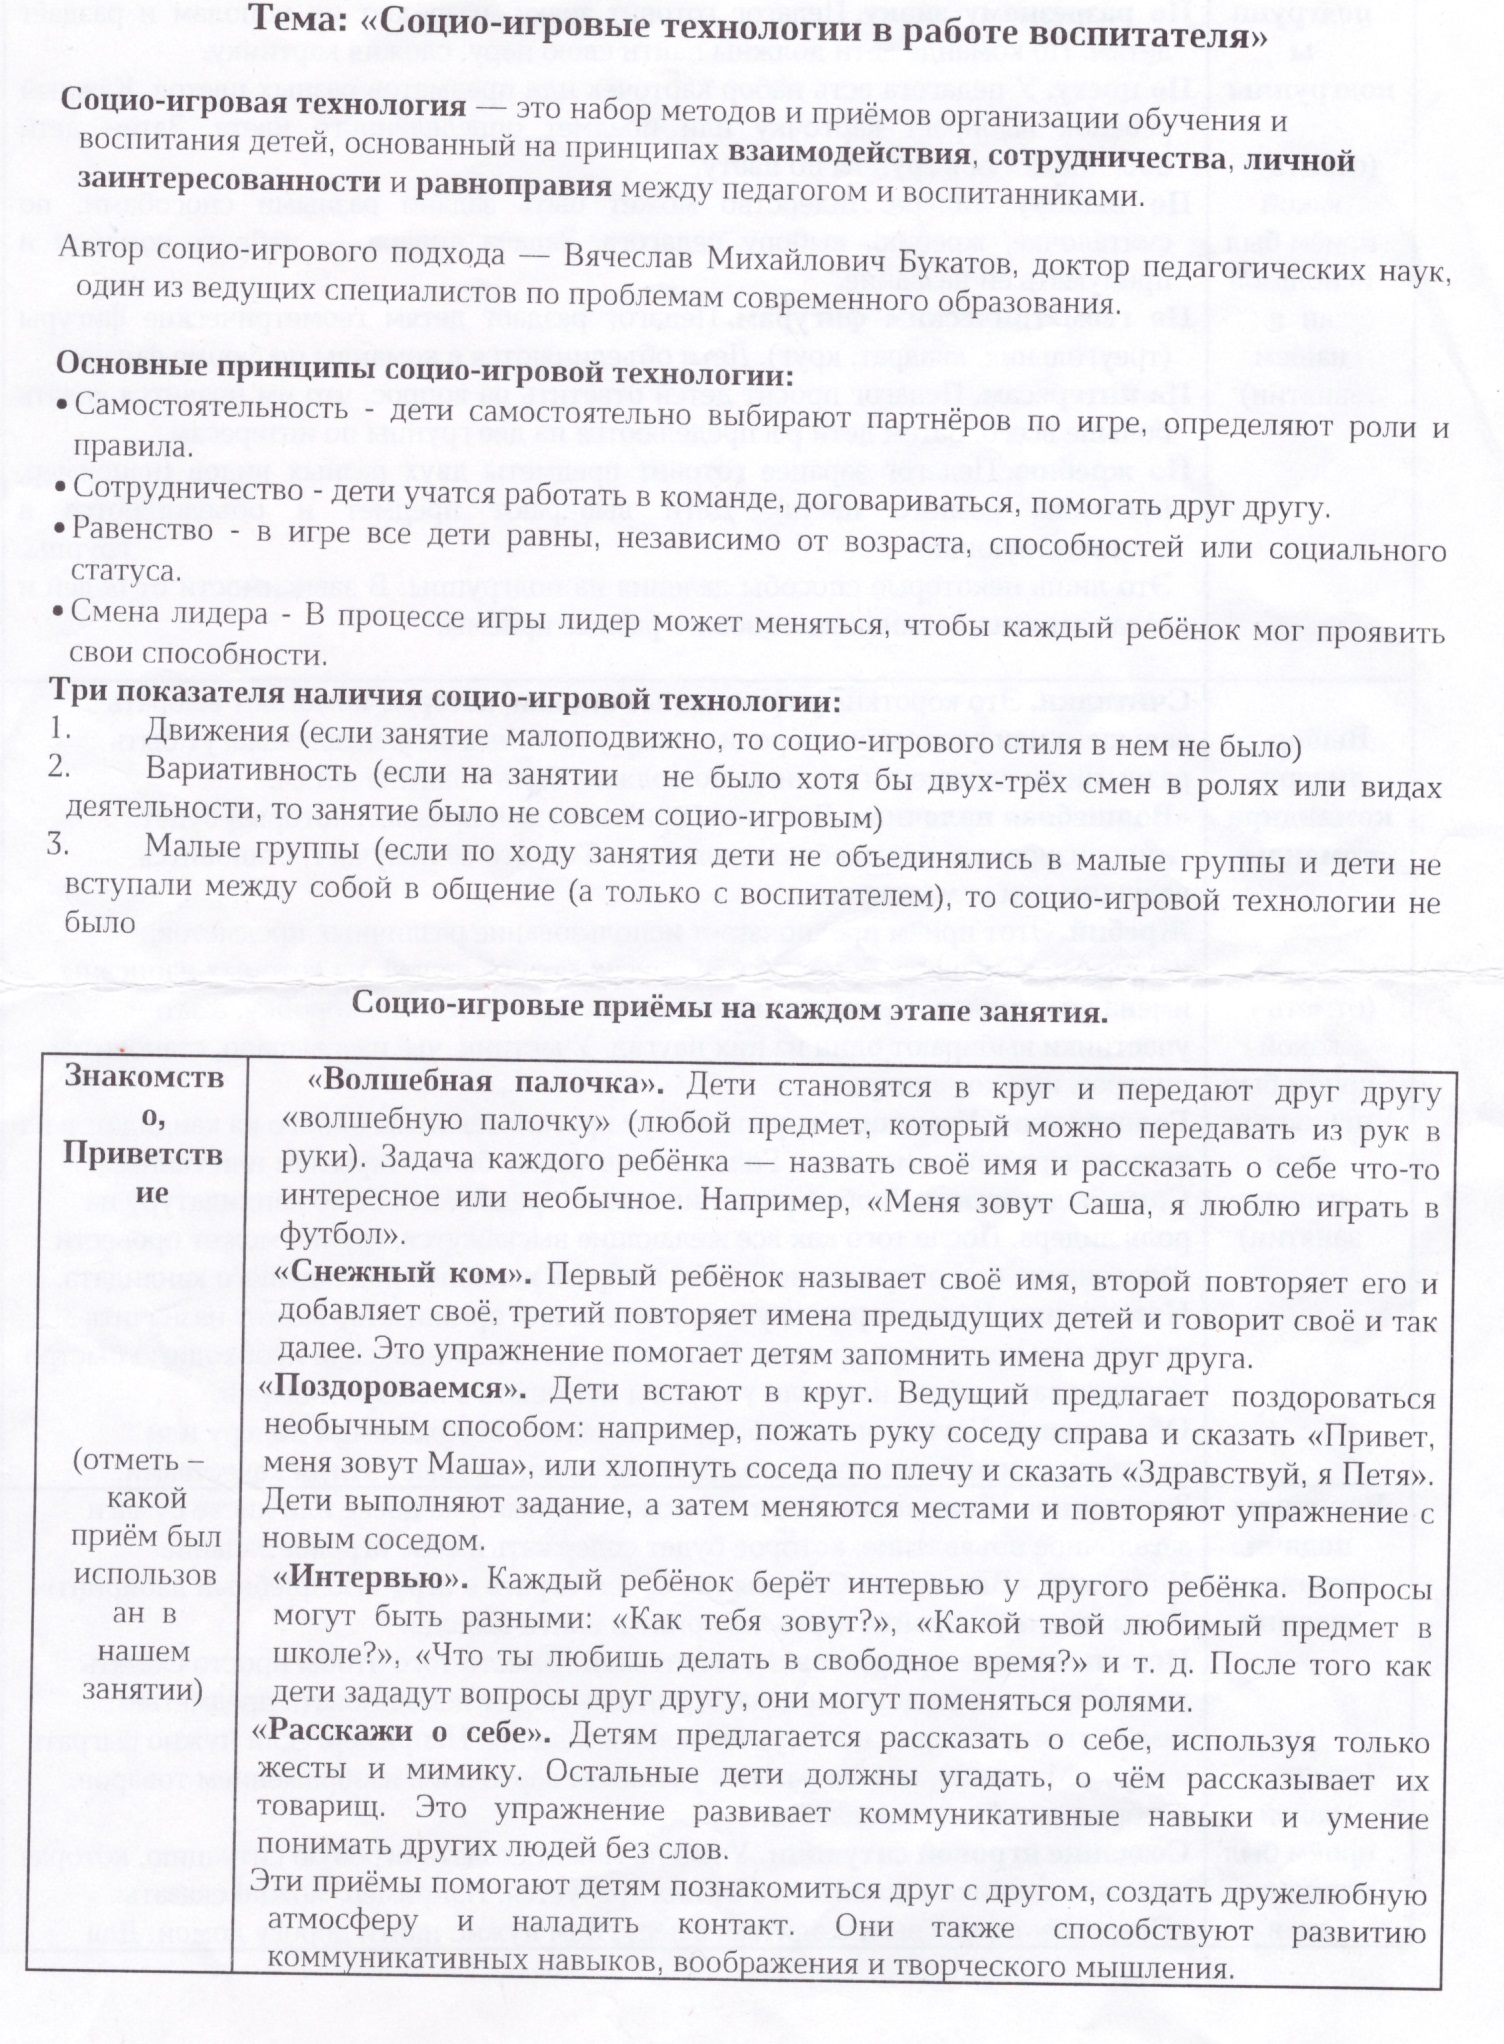 Тема: «Социо-игровые технологии в работе воспитателя»
Социо-игровая технология — это набор методов и приёмов организации обучения и
воспитания детей, основанный на принципах взаимодействия, сотрудничества, личной
заинтересованности и равноправия между педагогом и воспитанниками.
Автор социо-игрового подхода — Вячеслав Михайлович Букатов, доктор педагогических наук,
один из ведущих специалистов по проблемам современного образования.
Основные принципы социо-игровой технологии:
• Самостоятельность - дети самостоятельно выбирают партнёров по игре, определяют роли и
правила.
• Сотрудничество - дети учатся работать в команде, договариваться, помогать друг другу.
• Равенство - в игре все дети равны, независимо от возраста, способностей или социального
статуса.
• Смена лидера - В процессе игры лидер может меняться, чтобы каждый ребёнок мог проявить
свои способности.
Три показателя наличия социо-игровой технологии:
1. Движения (если занятие малоподвижно, то социо-игрового стиля в нем не было)
2. Вариативность (если на занятии не было хотя бы двух-трёх смен в ролях или видах
деятельности, то занятие было не совсем социо-игровым)
3. Малые группы (если по ходу занятия дети не объединялись в малые группы и дети не
вступали между собой в общение (а только с воспитателем), то социо-игровой технологии не
было
Социо-игровые приёмы на каждом этапе занятия.
Знакомств
о,
Приветств
ие
(отметь –
какой
приём был
использов
ан в
нашем
занятии)
«Волшебная палочка». Дети становятся в круг и передают друг другу
«волшебную палочку» (любой предмет, который можно передавать из рук в
руки). Задача каждого ребёнка — назвать своё имя и рассказать о себе что-то
интересное или необычное. Например, «Меня зовут Саша, я люблю играть в
футбол».
«Снежный ком». Первый ребёнок называет своё имя, второй повторяет его и
добавляет своё, третий повторяет имена предыдущих детей и говорит своё и так
далее. Это упражнение помогает детям запомнить имена друг друга.
«Поздороваемся». Дети встают в круг. Ведущий предлагает поздороваться
необычным способом: например, пожать руку соседу справа и сказать «Привет,
меня зовут Маша», или хлопнуть соседа по плечу и сказать «Здравствуй, я Петя».
Дети выполняют задание, а затем меняются местами и повторяют упражнение с
новым соседом.
«Интервью». Каждый ребёнок берёт интервью у другого ребёнка. Вопросы
могут быть разными: «Как тебя зовут?», «Какой твой любимый предмет в
школе?», «Что ты любишь делать в свободное время?» и т. д. После того как
дети зададут вопросы друг другу, они могут поменяться ролями.
«Расскажи о себе». Детям предлагается рассказать о себе, используя только
жесты и мимику. Остальные дети должны угадать, о чём рассказывает их
товарищ. Это упражнение развивает коммуникативные навыки и умение
понимать других людей без слов.
Эти приёмы помогают детям познакомиться друг с другом, создать дружелюбную
атмосферу и наладить контакт. Они также способствуют развитию
коммуникативных навыков, воображения и творческого мышления.